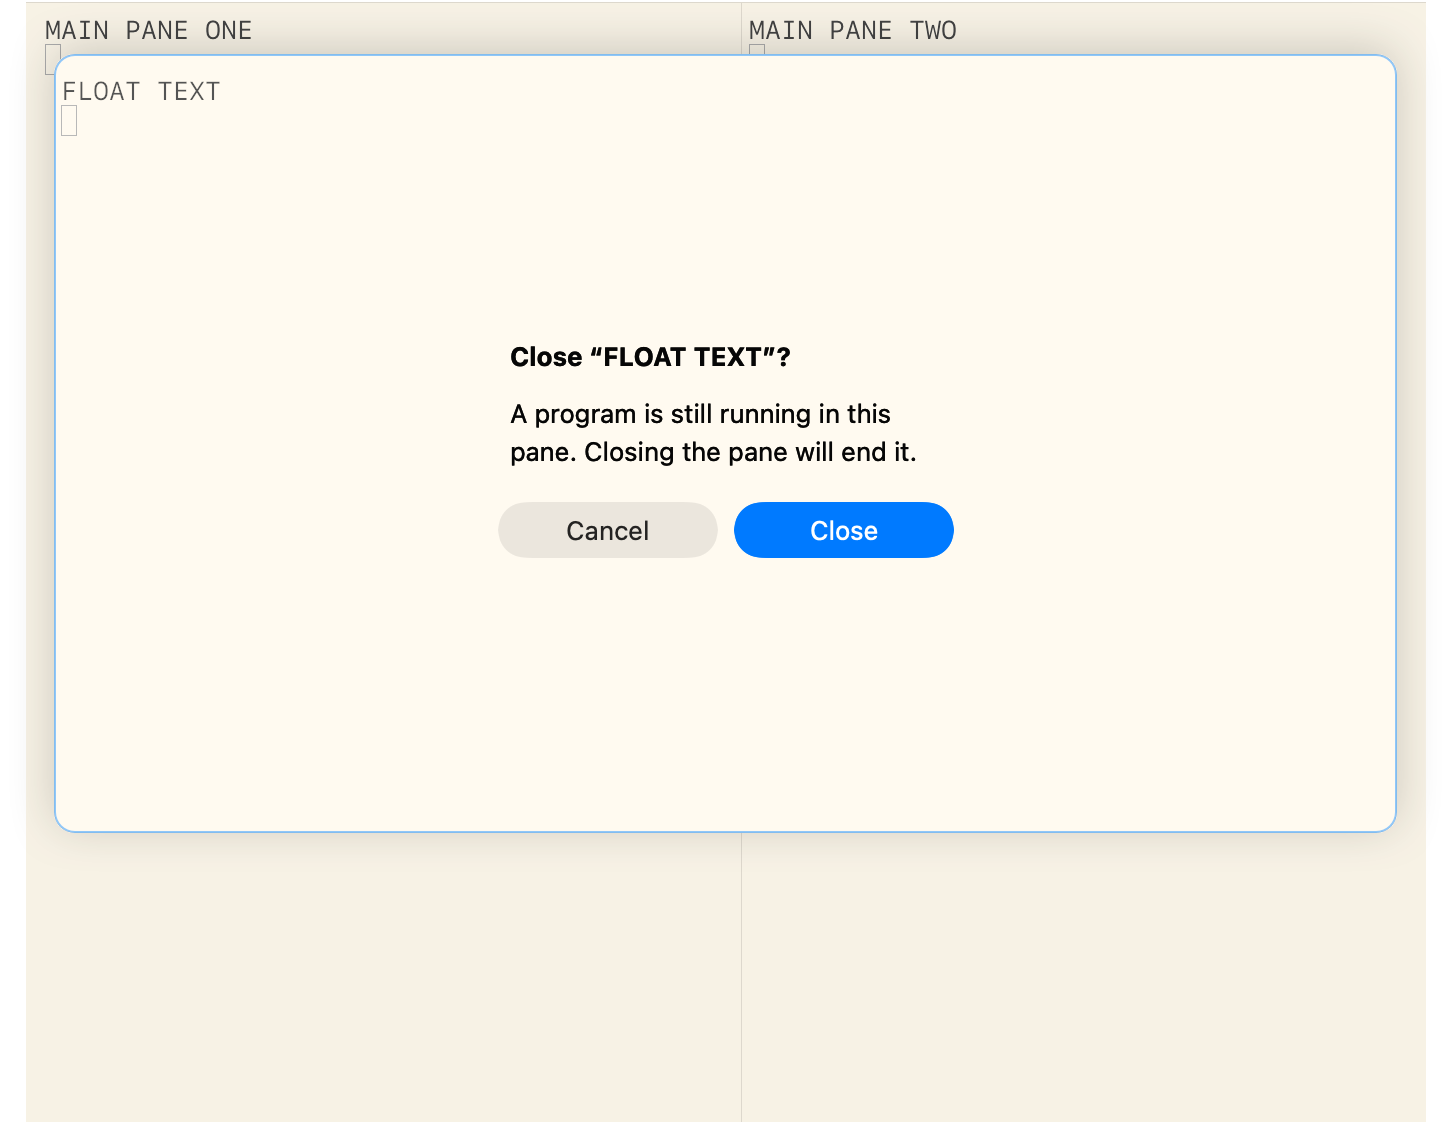 MAIN PANE ONE
MAIN PANE TWO
FLOAT TEXT
Close “FLOAT TEXT”?
A program is still running in this
pane. Closing the pane will end it.
Cancel
Close